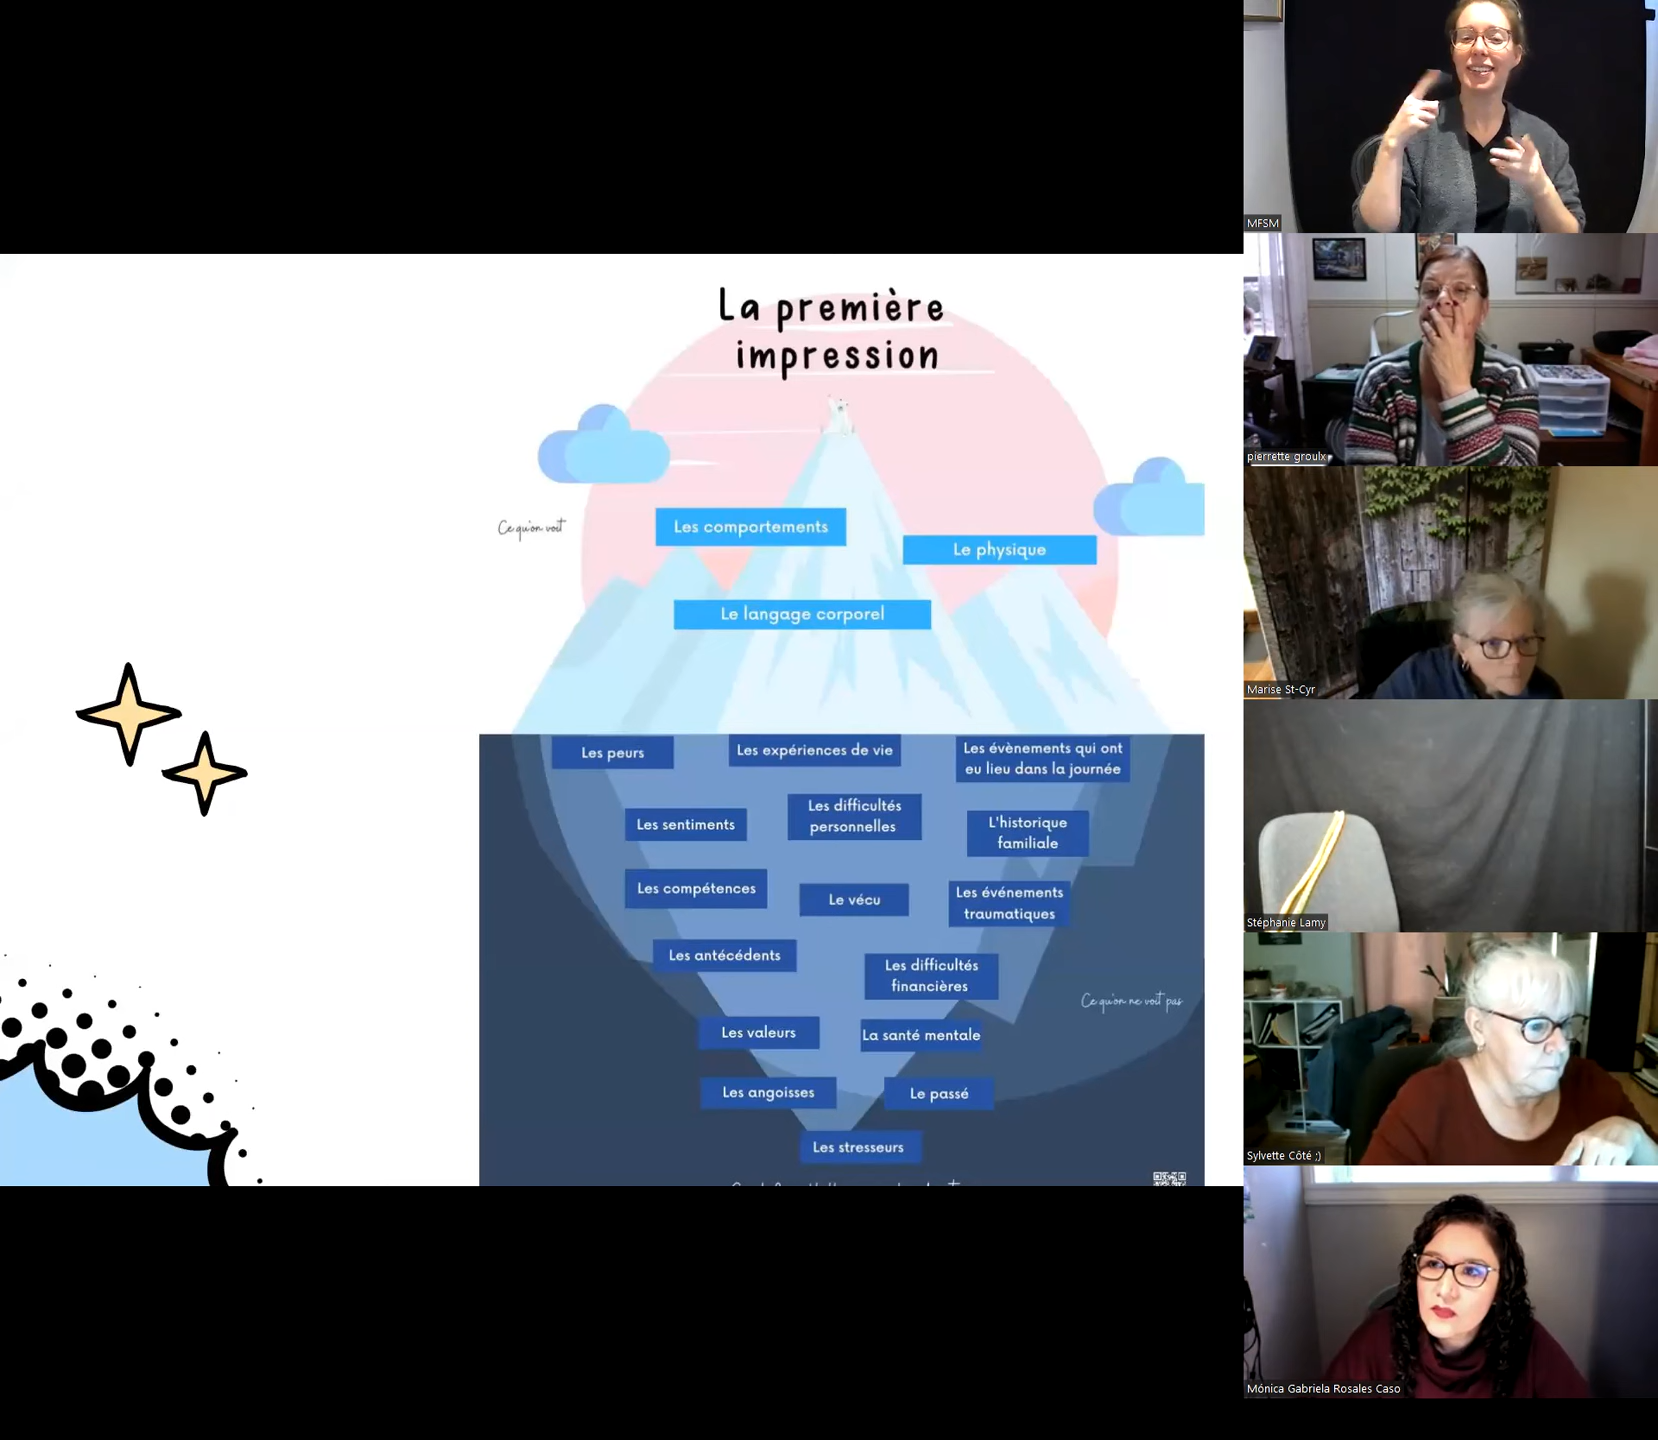 La première
impression
Ce qu'on voit
Les comportements
Le physique
Le langage corporel
Les peurs
Les expériences de vie
Les évènements qui ont
eu lieu dans la journée
Les sentiments
Les difficultés
personnelles
L'historique
familiale
Les compétences
Le vécu
Les événements
traumatiques
Les antécédents
Les difficultés
financières
Ce qu'on ne voit pas
Les valeurs
La santé mentale
Les angoisses
Le passé
Les stresseurs
MFSM
pierrette groulx
Marise St-Cyr
Stéphanie Lamy
Sylvette Côté ;)
Mónica Gabriela Rosales Caso